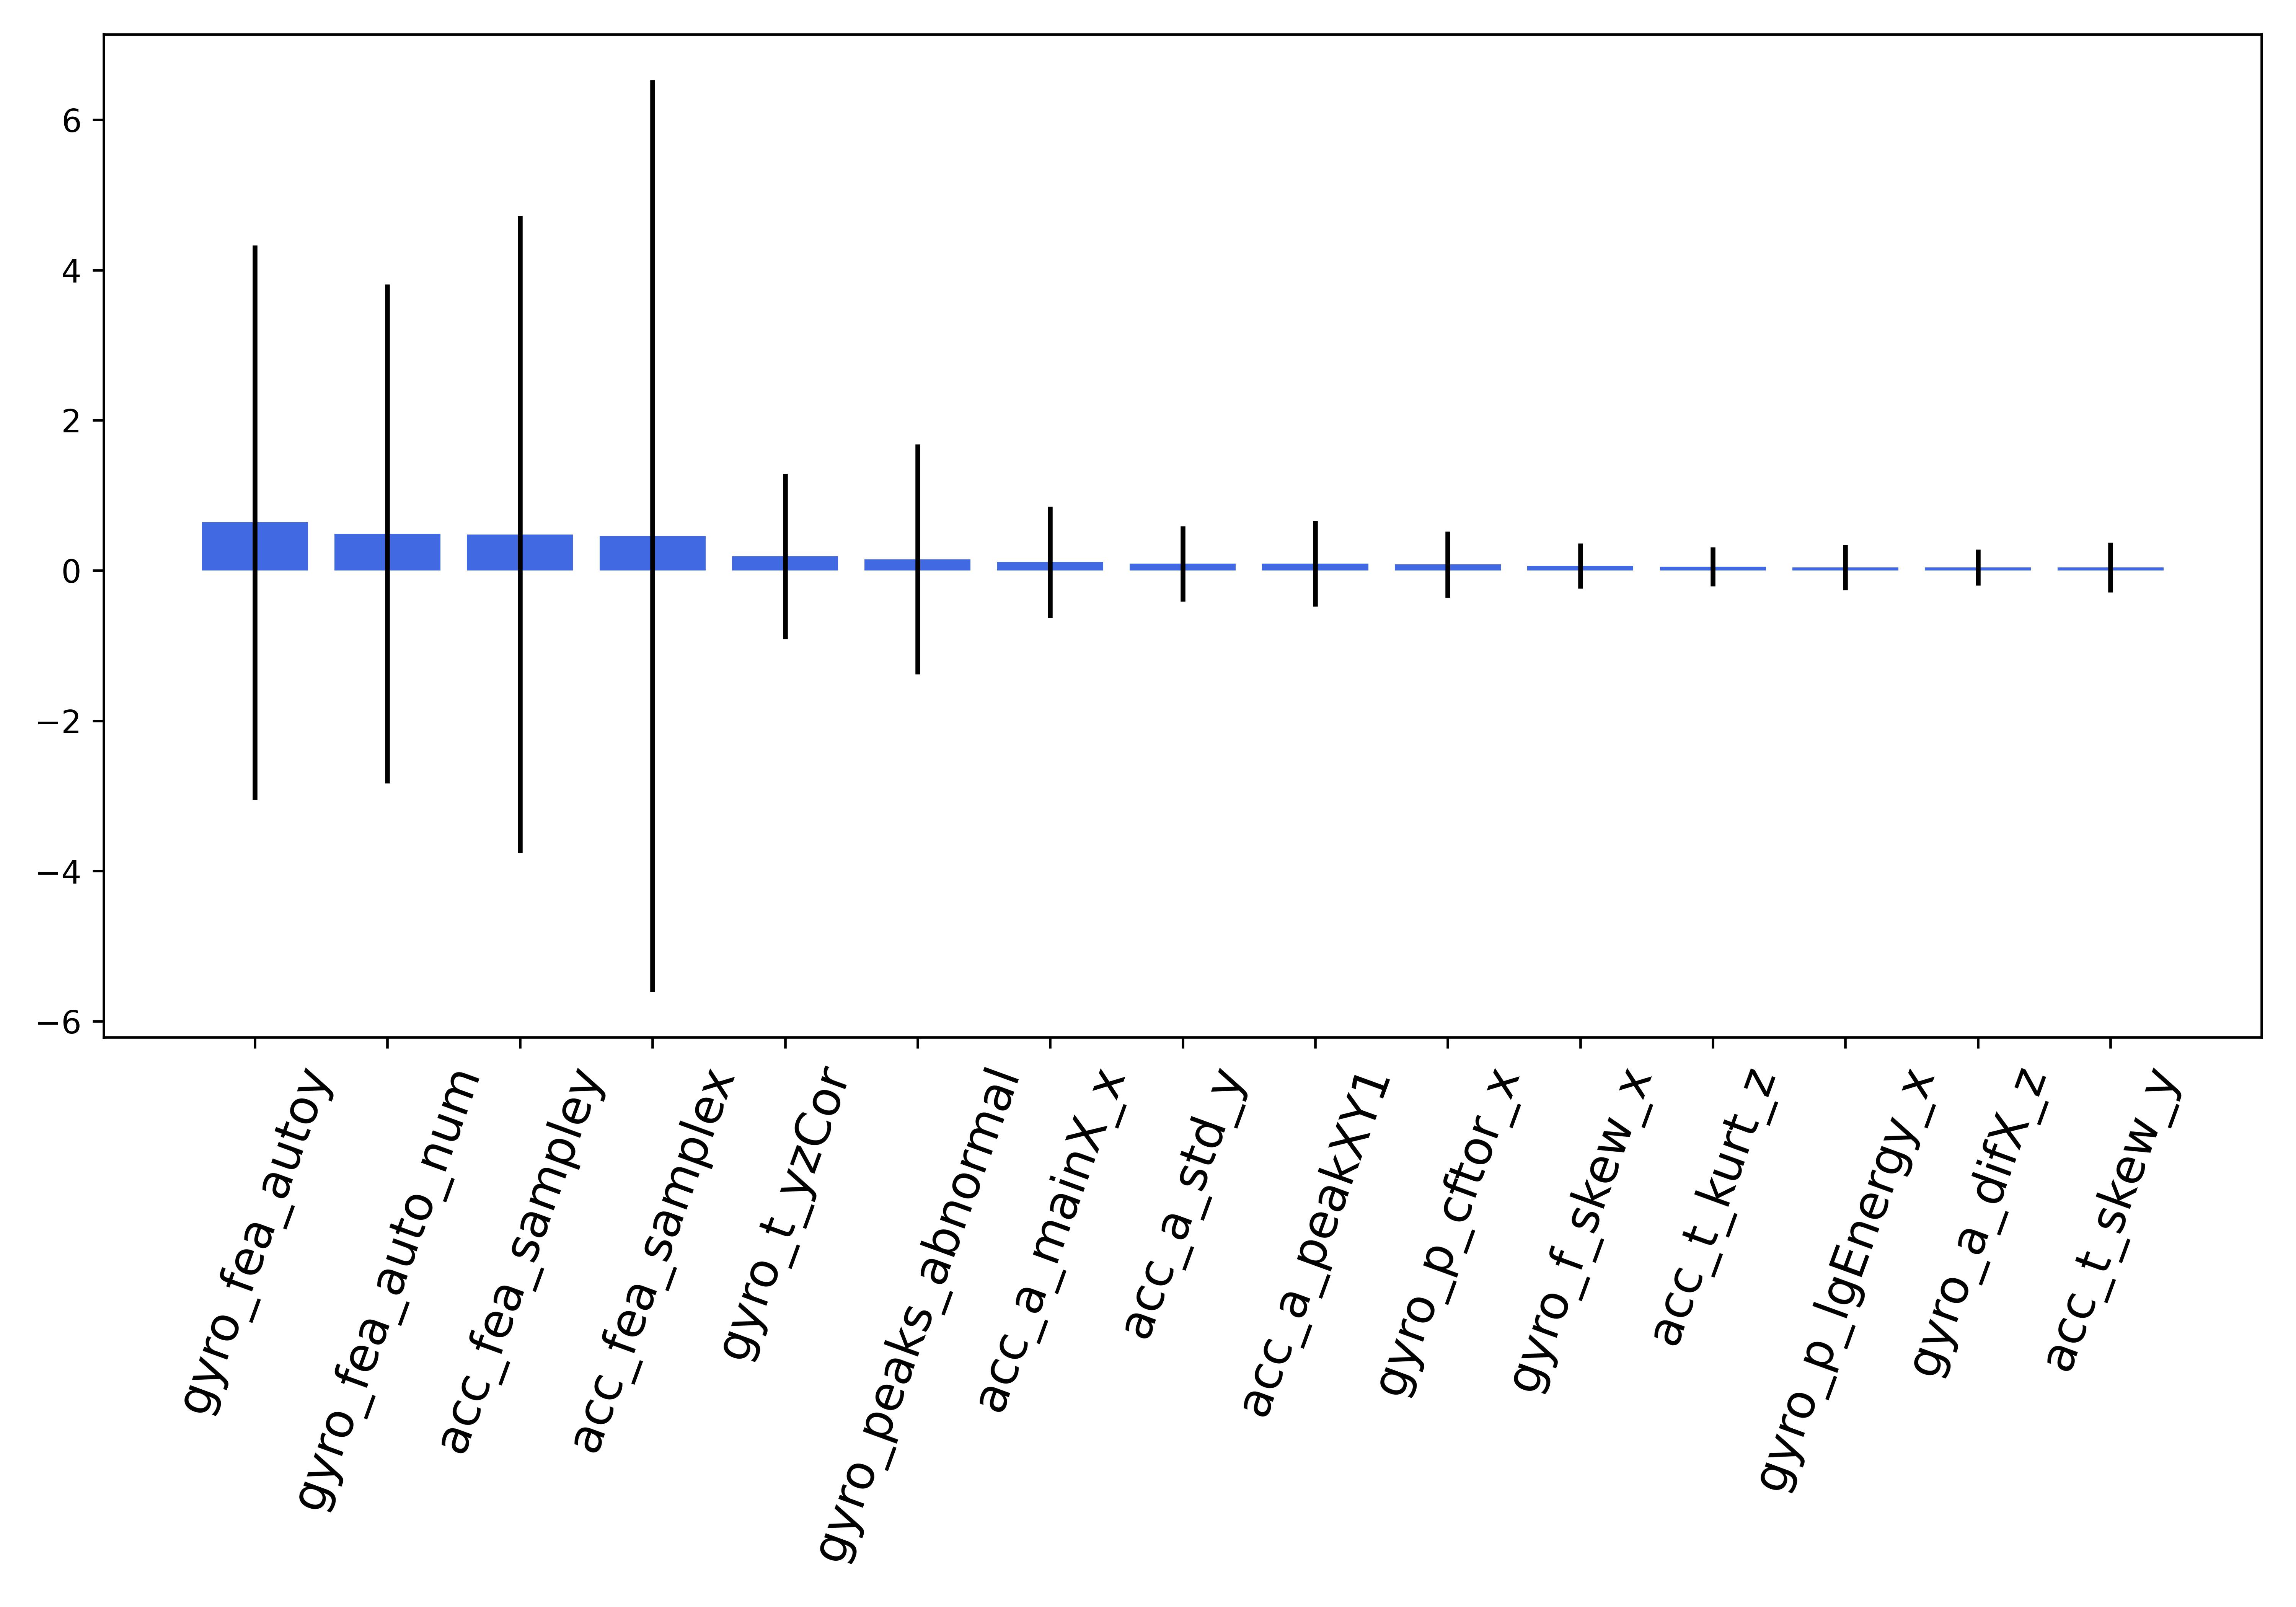 6
4
2
0
−2
−4
−6
gyro_fea_autoy
gyro_fea_auto_num
acc_fea_sampley
acc_fea_samplex
gyro_t_yzCor
gyro_peaks_abnormal
acc_a_mainX_x
acc_a_std_y
acc_a_peakXY1
gyro_p_cftor_x
gyro_f_skew_x
acc_t_kurt_z
gyro_p_lgEnergy_x
gyro_a_difX_z
acc_t_skew_y